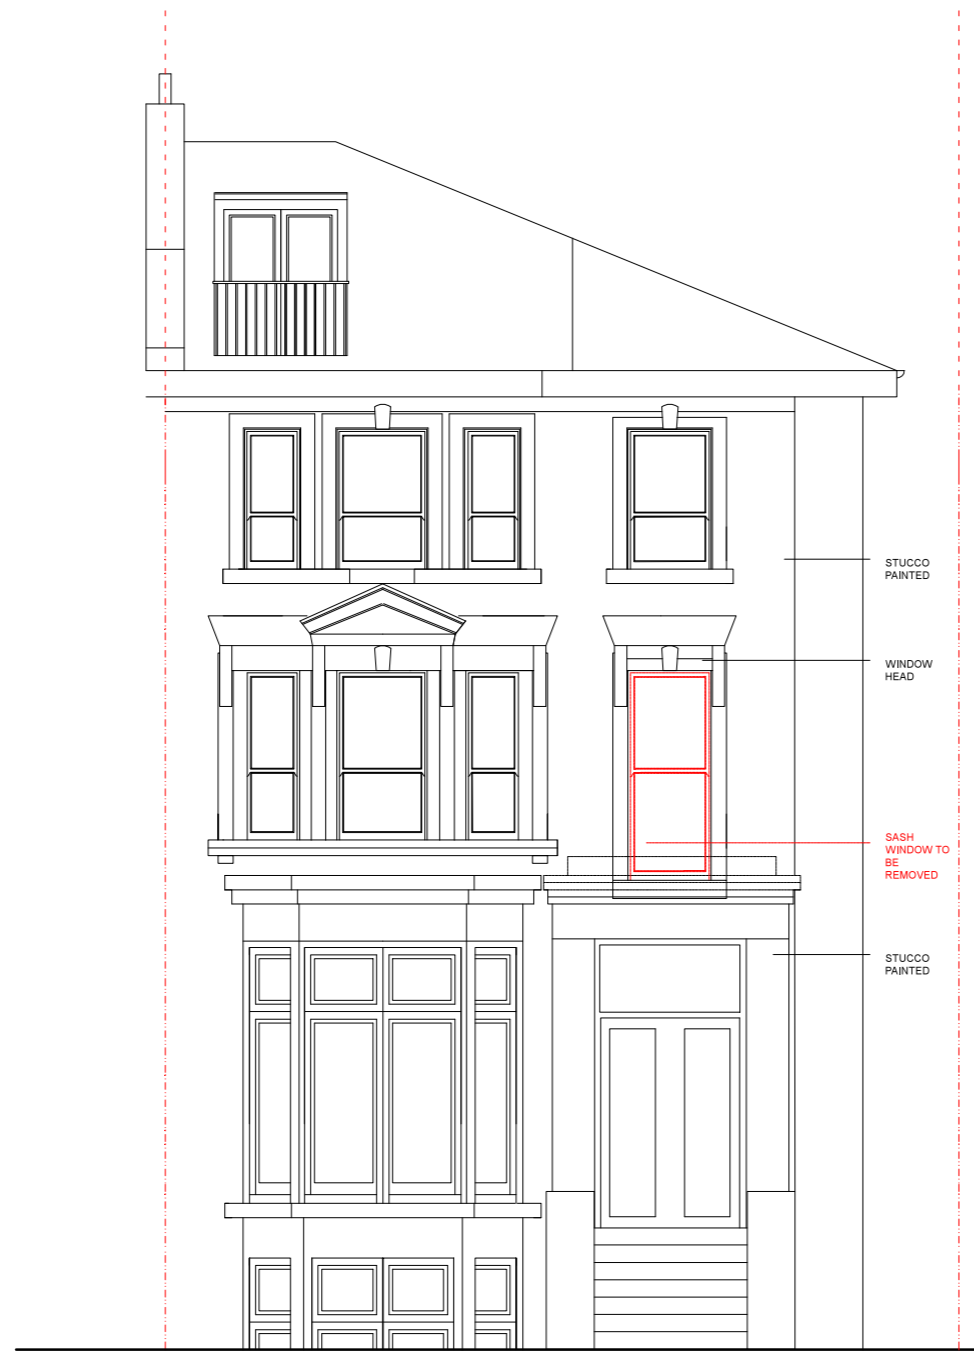 STUCCO
PAINTED
WINDOW
HEAD
SASH
WINDOW TO
BE
REMOVED
STUCCO
PAINTED